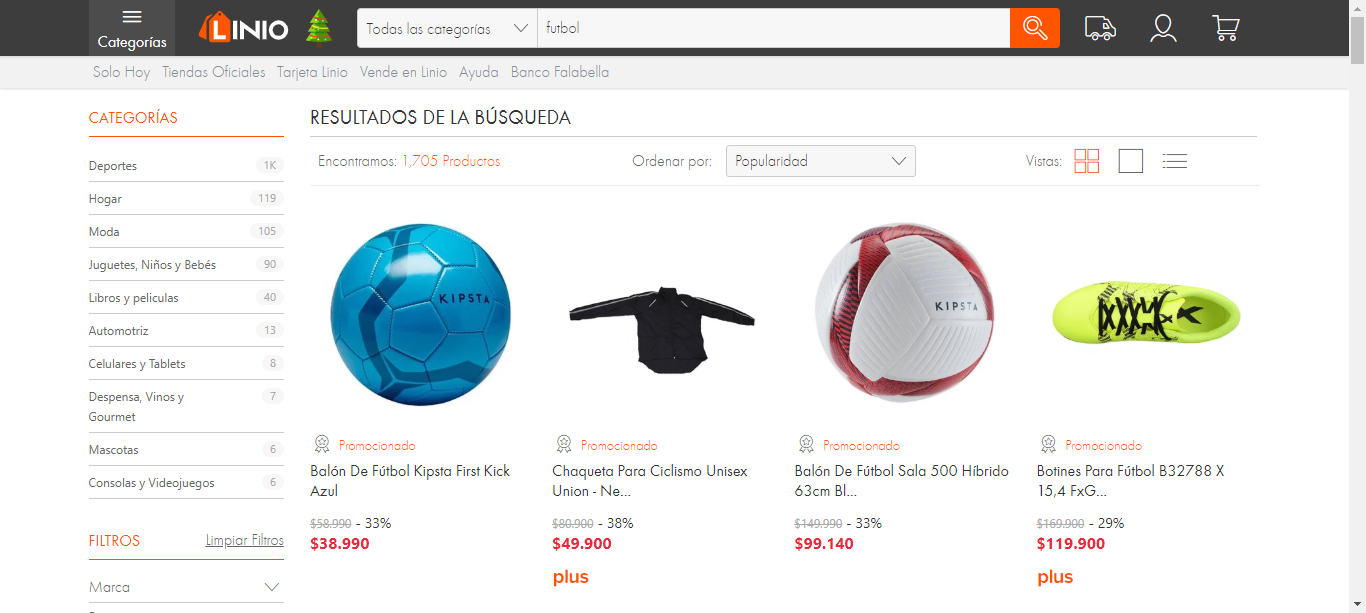 Categorías
LINIO
Todas las categorías
futbol
Solo Hoy
Tiendas Oficiales
Tarjeta Linio
Vende en Linio
Ayuda
Banco Falabella
CATEGORÍAS
Deportes 1K
Hogar 119
Moda 105
Juguetes, Niños y Bebés 90
Libros y peliculas 40
Automotriz 13
Celulares y Tablets 8
Despensa, Vinos y 7
Gourmet
Mascotas 6
Consolas y Videojuegos 6
FILTROS Limpiar Filtros
Marca
RESULTADOS DE LA BÚSQUEDA
Encontramos: 1,705 Productos
Ordenar por: Popularidad
Vistas:
KIPSTA
Promocionado
Balón De Fútbol Kipsta First Kick
Azul
$58.990 - 33%
$38.990
Promocionado
Chaqueta Para Ciclismo Unisex
Union - Ne...
$80.900 - 38%
$49.900
plus
KIPSTA
Promocionado
Balón De Fútbol Sala 500 Híbrido
63cm Bl...
$149.990 - 33%
$99.140
Promocionado
Botines Para Fútbol B32788 X
15,4 FxG...
$169.900 - 29%
$119.900
plus